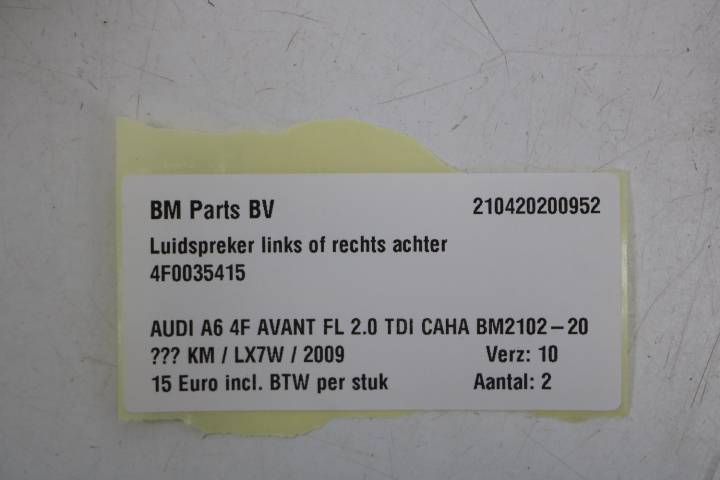 BM Parts BV 210420200952
Luidspreker links of rechts achter
4F0035415
AUDI A6 4F AVANT FL 2.0 TDI CAHA BM2102-20
??? KM / LX7W / 2009 Verz: 10
15 Euro incl. BTW per stuk Aantal: 2